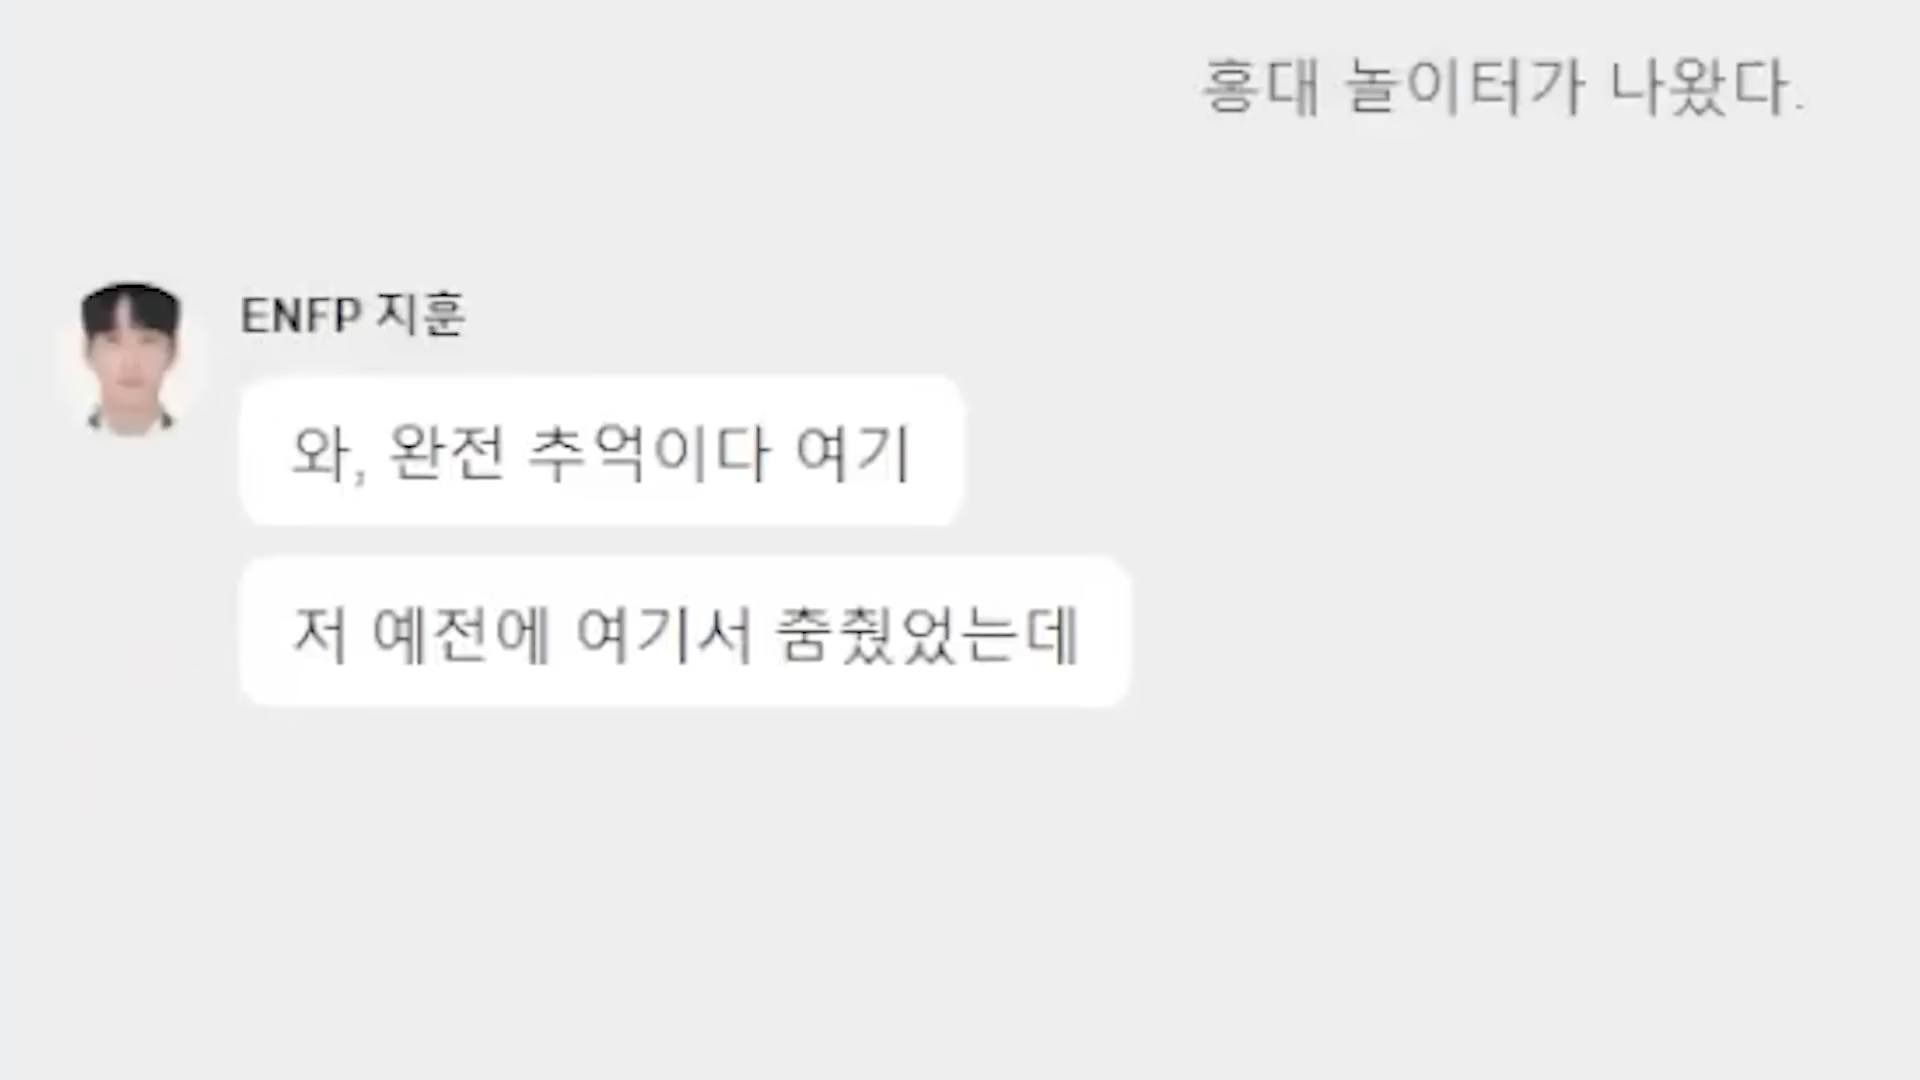 홍대 놀이터가 나왔다.
ENFP 지훈
와, 완전 추억이다 여기
저 예전에 여기서 춤췄었는데